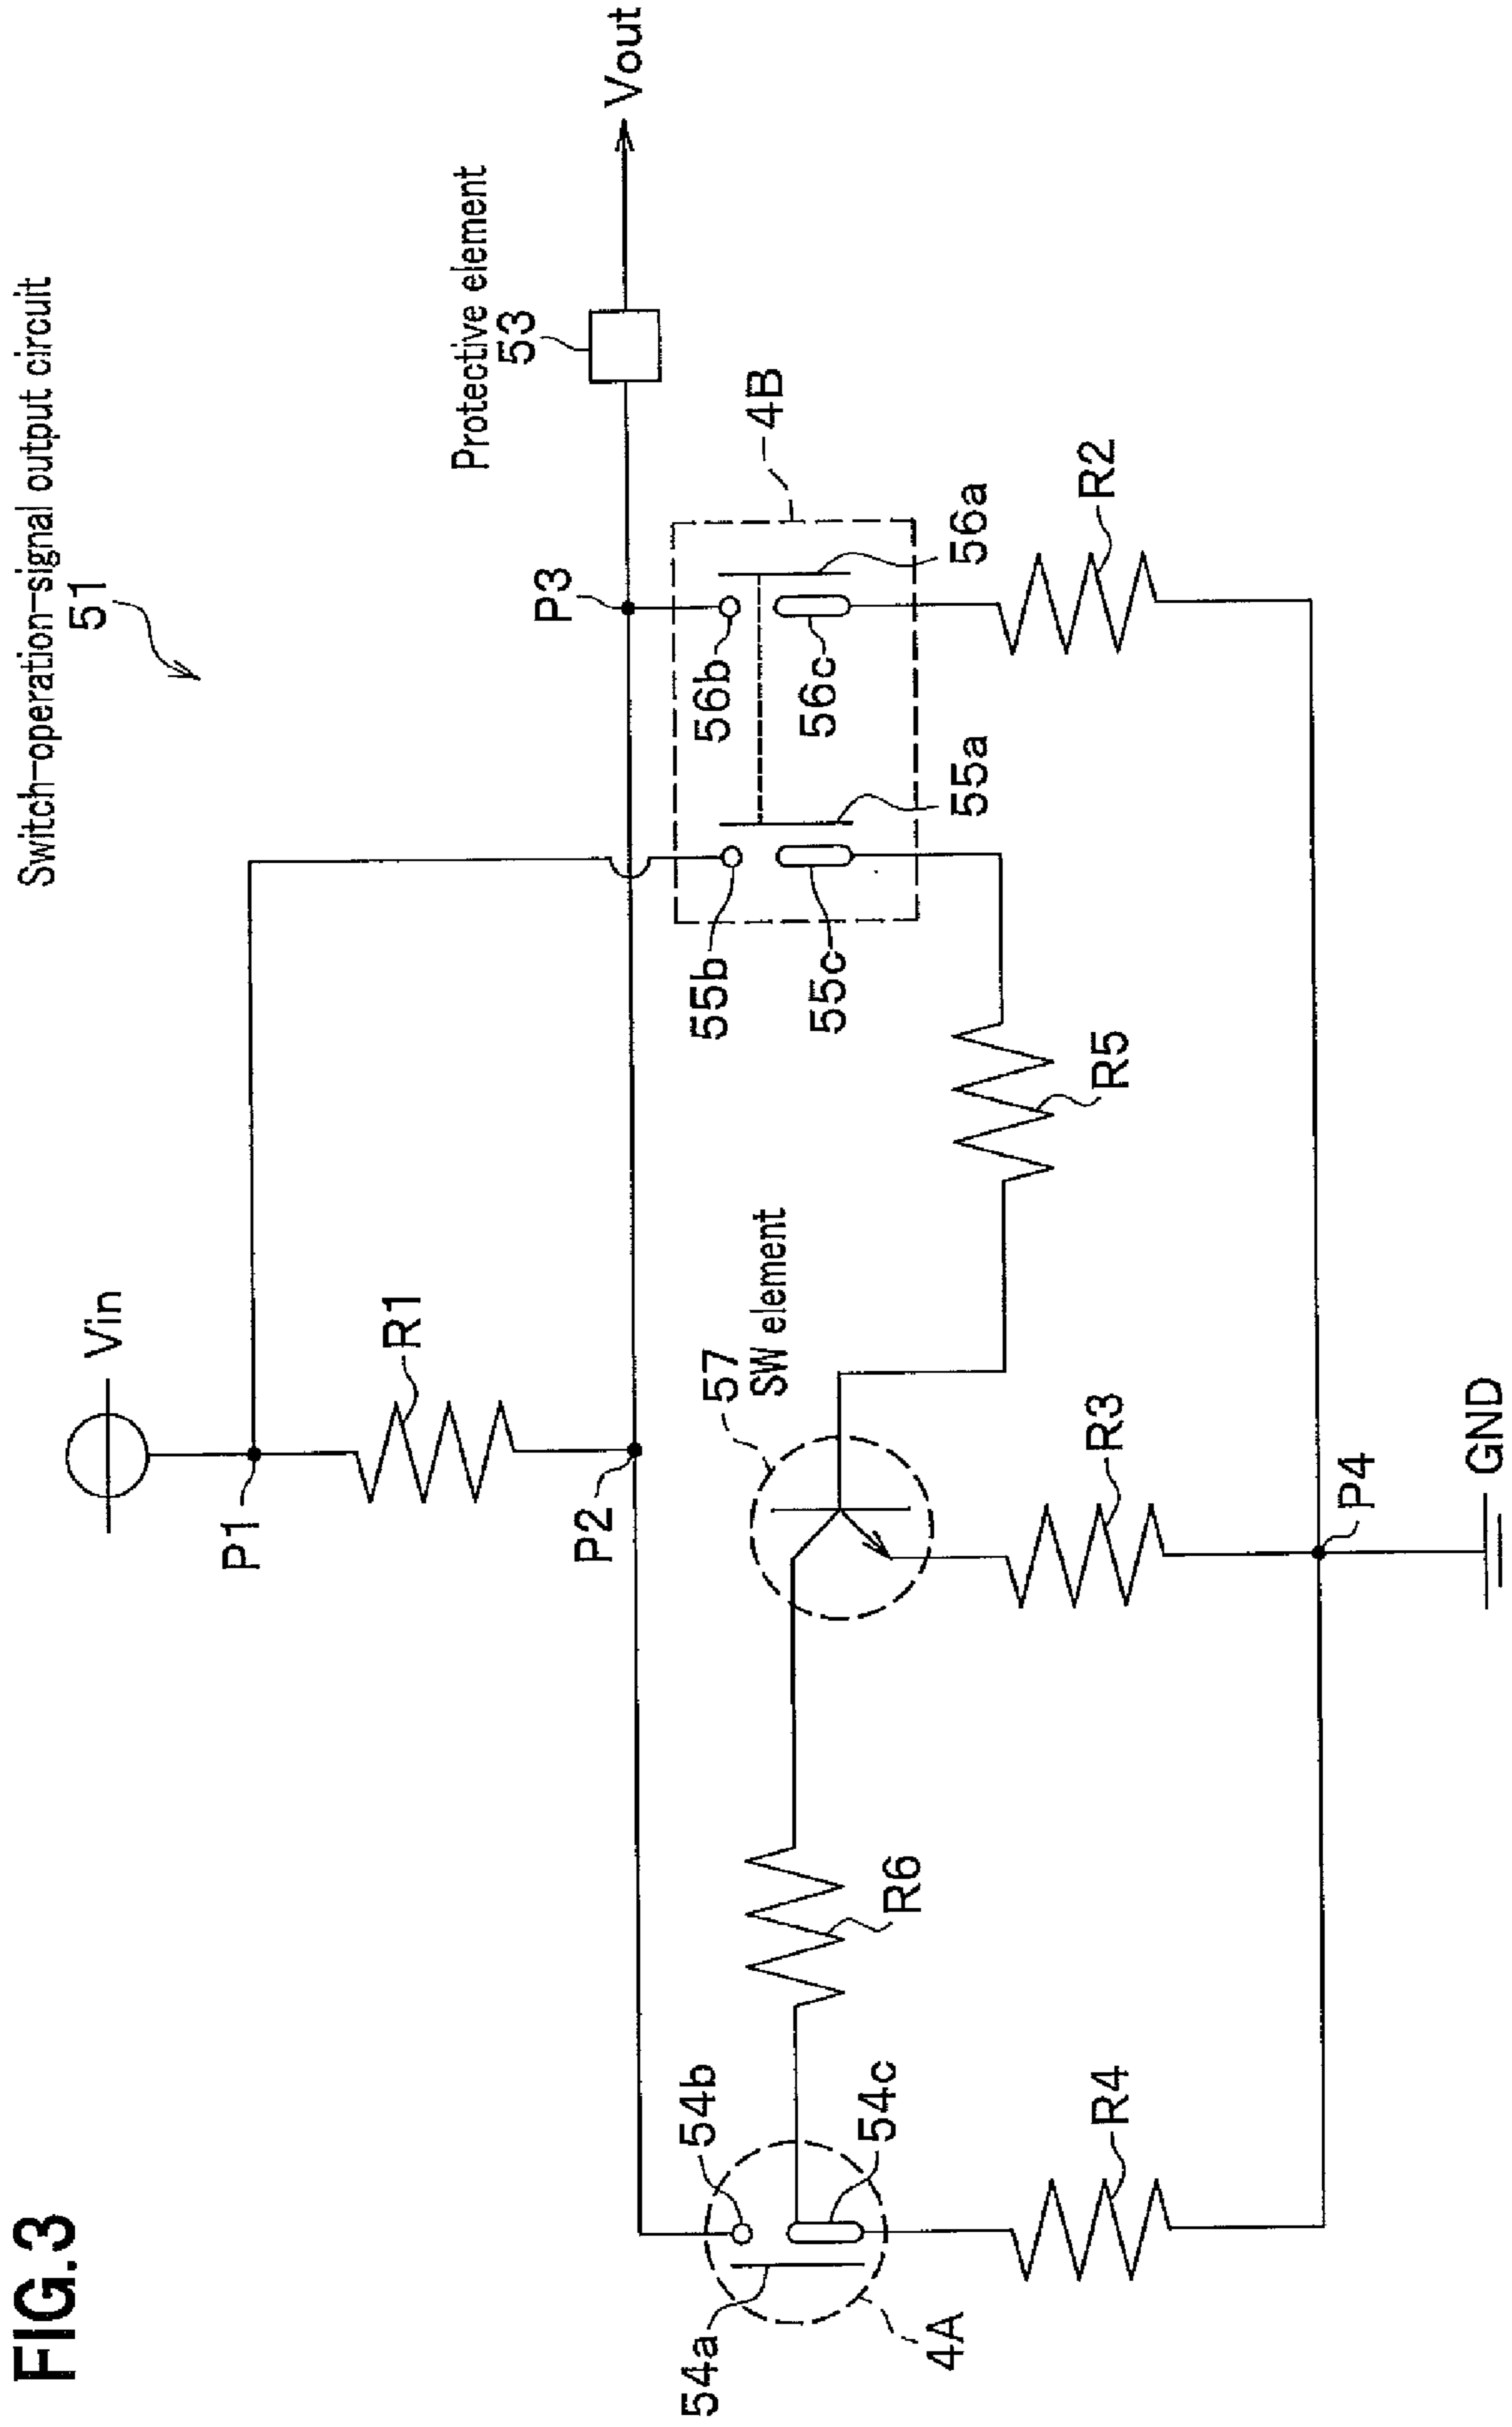 FIG.3
Switch-operation-signal output circuit
51
Vin
P1
R1
P2
P3
Protective element
53
Vout
4B
56b
56a
56c
55b
55a
55c
R2
R5
57
SW element
R3
R6
54b
54c
54a
4A
R4
P4
GND